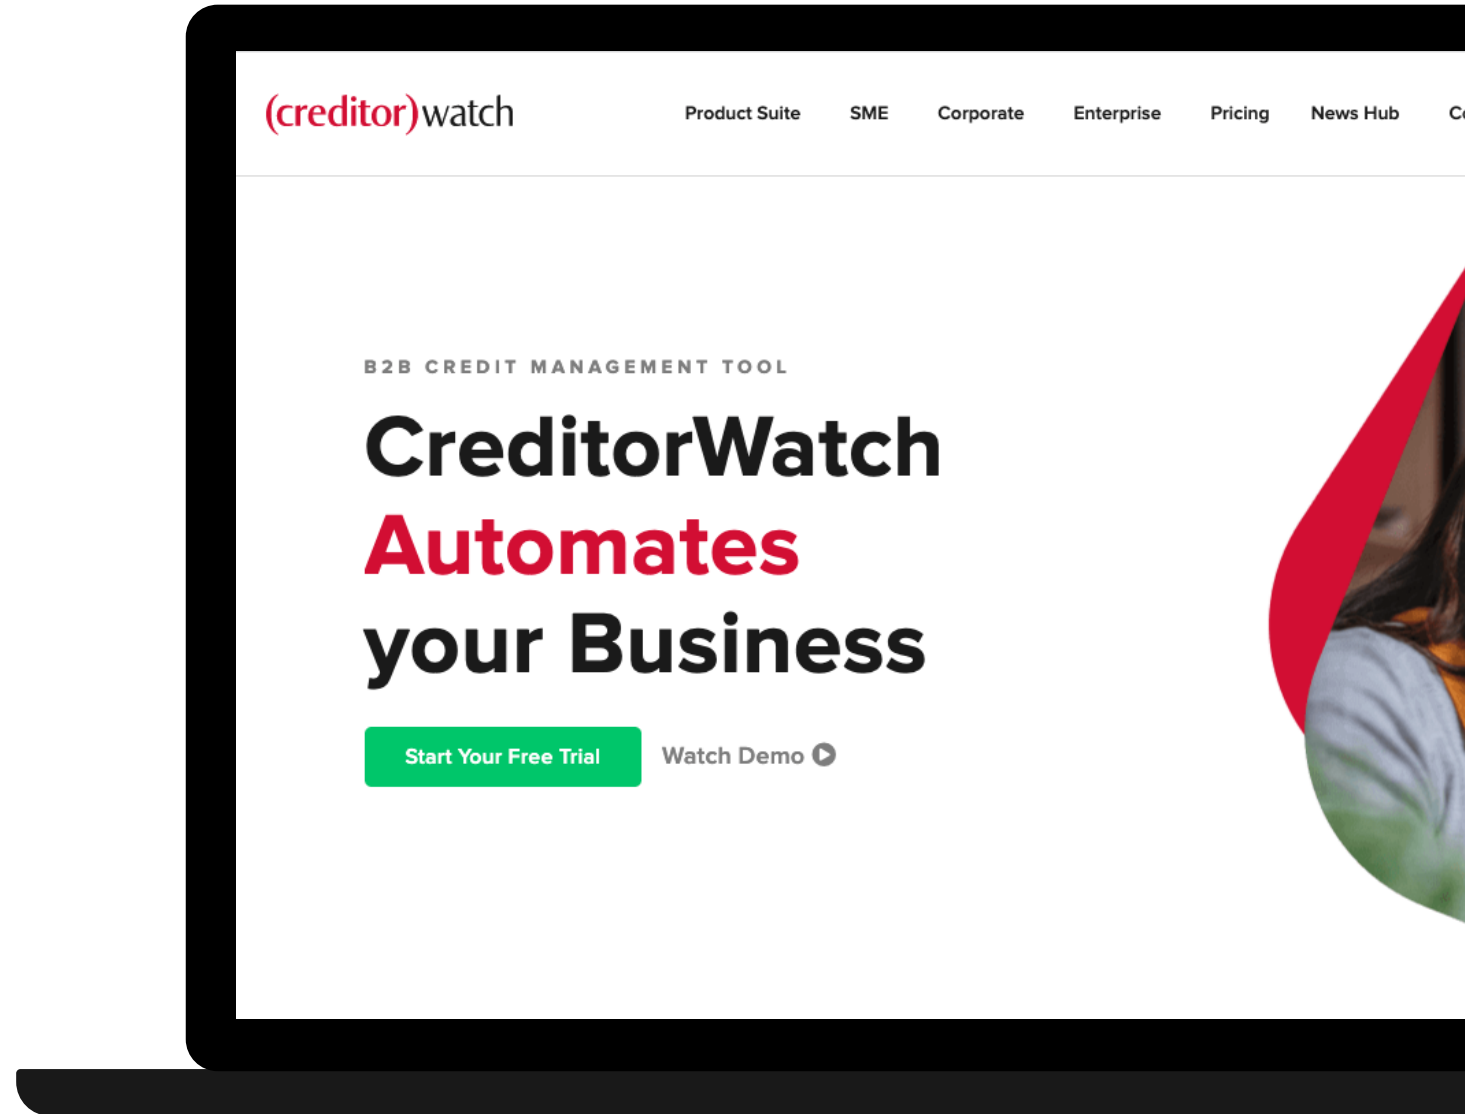 (creditor)watch
Product Suite SME Corporate Enterprise Pricing News Hub
B2B CREDIT MANAGEMENT TOOL
CreditorWatch
Automates
your Business
Start Your Free Trial Watch Demo